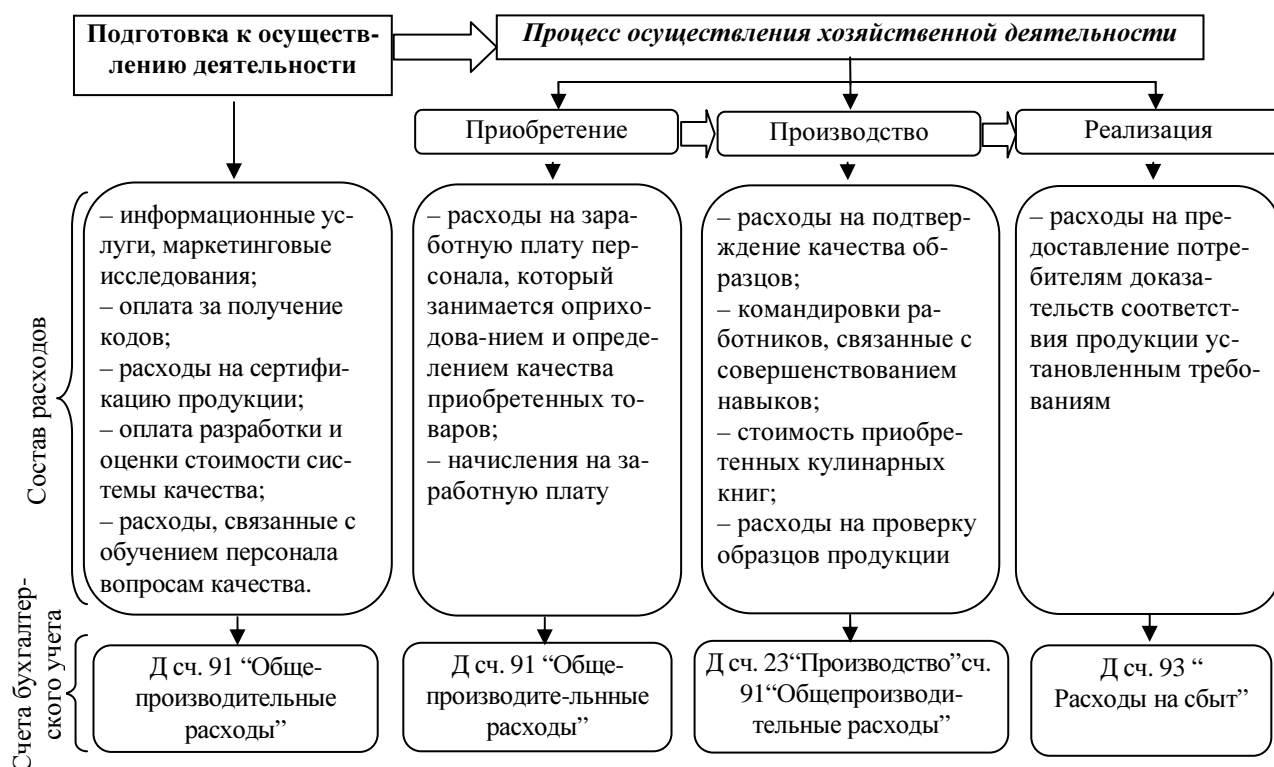 Подготовка к осуществ-
лению деятельности
Процесс осуществления хозяйственной деятельности
Приобретение
Производство
Реализация
Состав расходов
– информационные ус-
луги, маркетинговые
исследования;
– оплата за получение
кодов;
– расходы на сертифи-
кацию продукции;
– оплата разработки и
оценки стоимости сис-
темы качества;
– расходы, связанные с
обучением персонала
вопросам качества.
– расходы на зара-
ботную плату пер-
сонала, который
занимается оприхо-
дова-нием и опреде-
лением качества
приобретенных то-
варов;
– начисления на за-
работную плату
– расходы на подтвер-
ждение качества об-
разцов;
– командировки ра-
ботников, связанные с
совершенствованием
навыков;
– стоимость приобре-
тенных кулинарных
книг;
– расходы на проверку
образцов продукции
– расходы на пре-
доставление потре-
бителям доказа-
тельств соответст-
вия продукции ус-
тановленным требо-
ваниям
Счета бухгалтер-
ского учета
Д сч. 91 “Обще-
производительные
расходы”
Д сч. 91 “Обще-
производите-льнные
расходы”
Д сч. 23“Производство”сч.
91“Общепроизводи-
тельные расходы”
Д сч. 93 “
Расходы на сбыт”